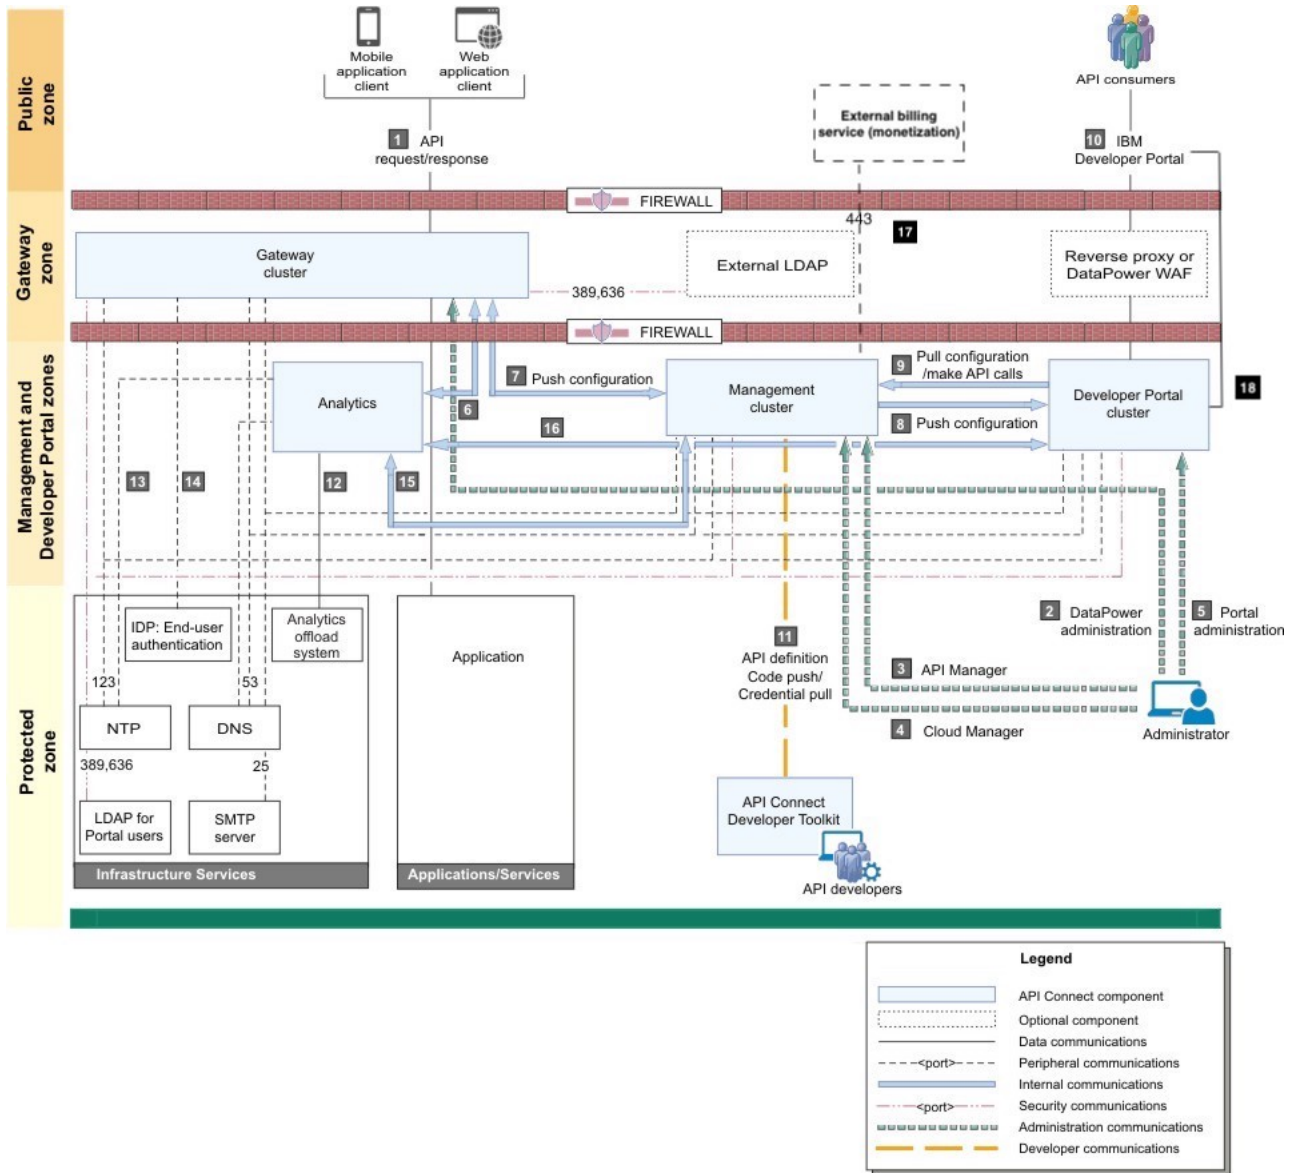 Public
zone
Mobile
application
client
Web
application
client
API consumers
External billing
service (monetization)
1 API
request/response
10 IBM
Developer Portal
FIREWALL
Gateway
zone
443
17
Gateway
cluster
External LDAP
Reverse proxy or
DataPower WAF
389,636
FIREWALL
Management and
Developer Portal zones
Analytics
7 Push configuration
6
Management
cluster
9 Pull configuration
/make API calls
Developer Portal
cluster
18
16
8 Push configuration
13
14
12
15
Protected
zone
IDP: End-user
authentication
Analytics
offload
system
Application
11
API definition
Code push/
Credential pull
2 DataPower
administration
5 Portal
administration
3 API Manager
4 Cloud Manager
Administrator
123
53
NTP
DNS
389,636
25
LDAP for
Portal users
SMTP
server
API Connect
Developer Toolkit
API developers
Infrastructure Services
Applications/Services
Legend
API Connect component
Optional component
Data communications
<port> Peripheral communications
Internal communications
<port> Security communications
Administration communications
Developer communications